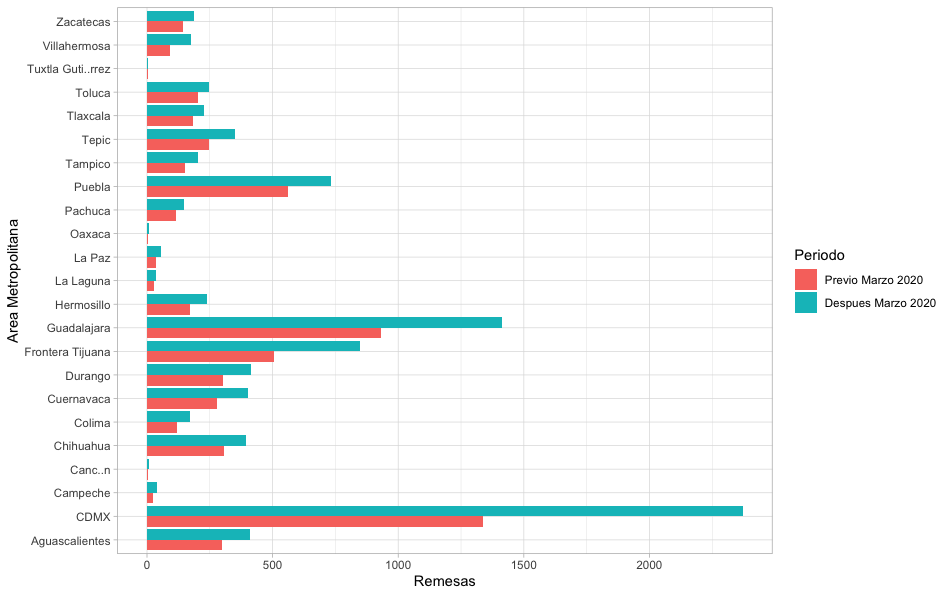 Zacatecas
Villahermosa
Tuxtla Guti..rrez
Toluca
Tlaxcala
Tepic
Tampico
Puebla
Pachuca
Oaxaca
La Paz
La Laguna
Hermosillo
Guadalajara
Frontera Tijuana
Durango
Cuernavaca
Colima
Chihuahua
Canc..n
Campeche
CDMX
Aguascalientes
Area Metropolitana
0 500 1000 1500 2000
Remesas
Periodo
Previo Marzo 2020
Despues Marzo 2020